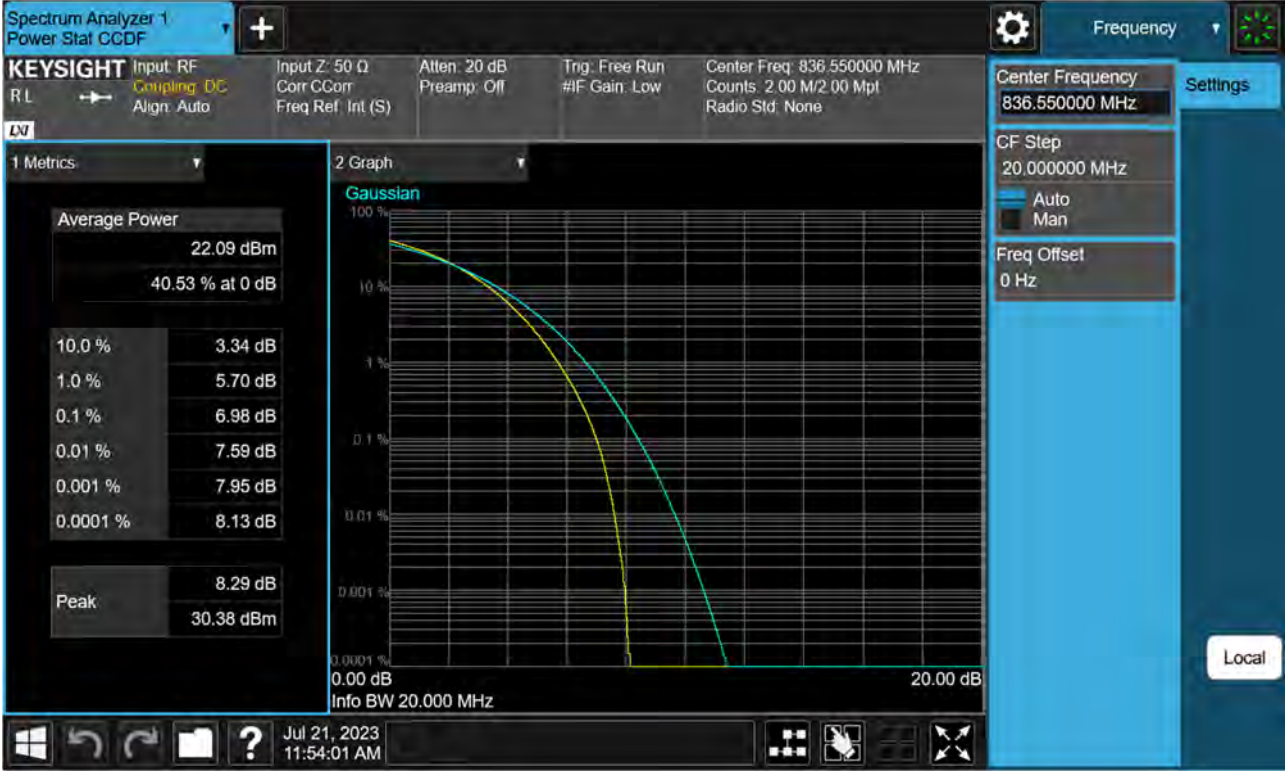 Spectrum Analyzer 1
Power Stat CCDF
+
Frequency
KEYSIGHT
R L
LXI
Input: RF
Coupling: DC
Align: Auto
Input Z: 50 Ω
Corr CCorr
Freq Ref: Int (S)
Atten: 20 dB
Preamp: Off
Trig: Free Run
#IF Gain: Low
Center Freq: 836.550000 MHz
Counts: 2.00 M/2.00 Mpt
Radio Std: None
Center Frequency
836.550000 MHz
Settings
CF Step
20.000000 MHz
Auto
Man
Freq Offset
0 Hz
Local
1 Metrics
Average Power
22.09 dBm
40.53 % at 0 dB
10.0 % 3.34 dB
1.0 % 5.70 dB
0.1 % 6.98 dB
0.01 % 7.59 dB
0.001 % 7.95 dB
0.0001 % 8.13 dB
Peak
8.29 dB
30.38 dBm
2 Graph
Gaussian
100 %
10 %
1 %
0.1 %
0.01 %
0.001 %
0.0001 %
0.00 dB 20.00 dB
Info BW 20.000 MHz
?
Jul 21, 2023
11:54:01 AM